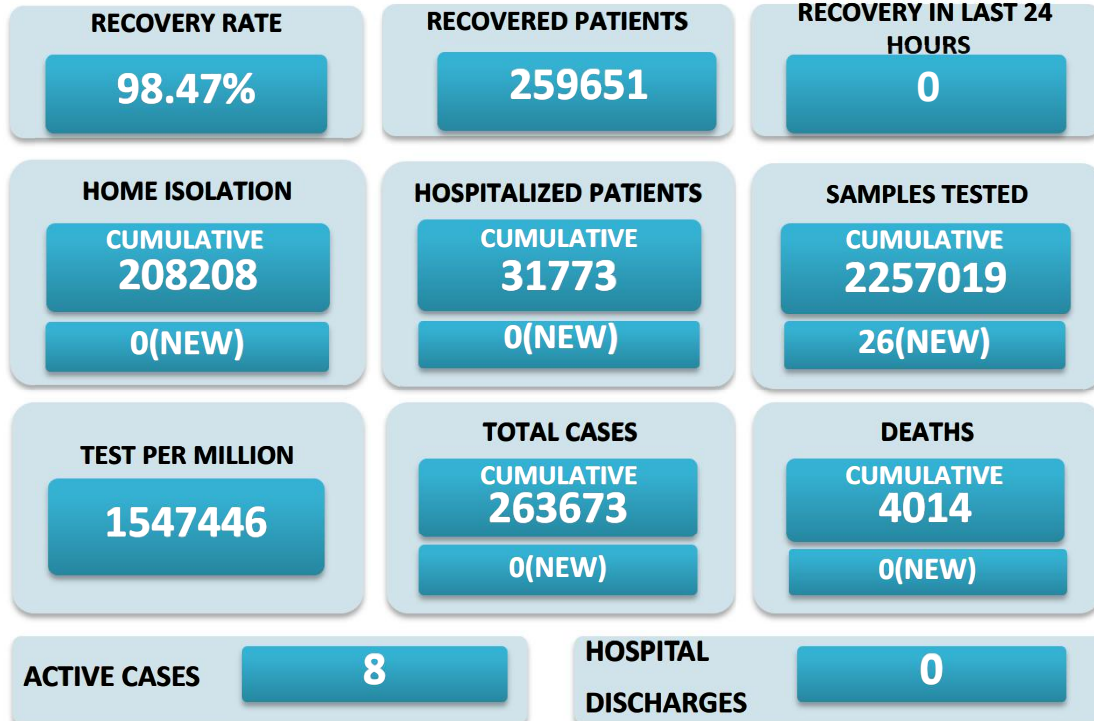 RECOVERY RATE
98.47%
RECOVERED PATIENTS
259651
RECOVERY IN LAST 24
HOURS
0
HOME ISOLATION
CUMULATIVE
208208
0(NEW)
HOSPITALIZED PATIENTS
CUMULATIVE
31773
0(NEW)
SAMPLES TESTED
CUMULATIVE
2257019
26(NEW)
TEST PER MILLION
1547446
TOTAL CASES
CUMULATIVE
263673
0(NEW)
DEATHS
CUMULATIVE
4014
0(NEW)
ACTIVE CASES
8
HOSPITAL
DISCHARGES
0